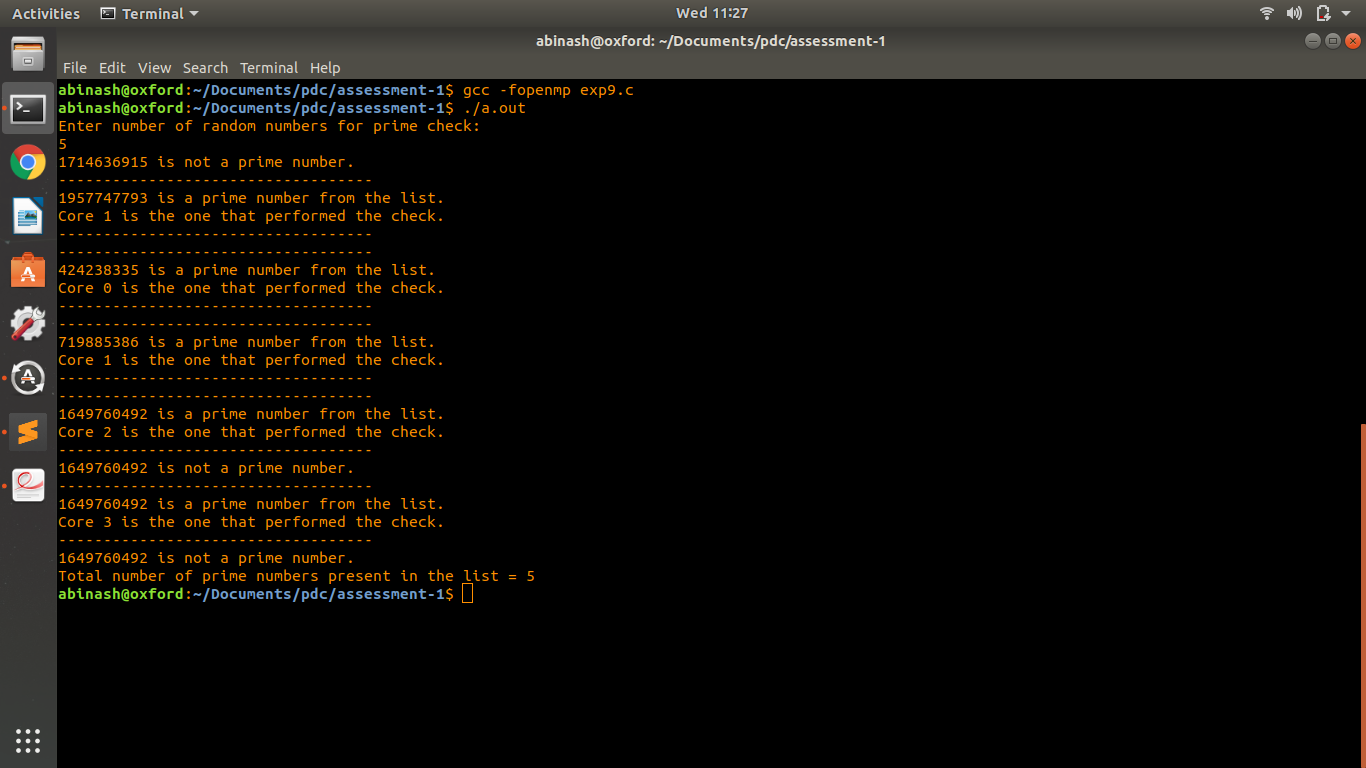 Activities Terminal Wed 11:27
abinash@oxford: ~/Documents/pdc/assessment-1
File Edit View Search Terminal Help
abinash@oxford:~/Documents/pdc/assessment-1$ gcc -fopenmp exp9.c
abinash@oxford:~/Documents/pdc/assessment-1$ ./a.out
Enter number of random numbers for prime check:
5
1714636915 is not a prime number.
-----------------------------------
1957747793 is a prime number from the list.
Core 1 is the one that performed the check.
-----------------------------------
-----------------------------------
424238335 is a prime number from the list.
Core 0 is the one that performed the check.
-----------------------------------
-----------------------------------
719885386 is a prime number from the list.
Core 1 is the one that performed the check.
-----------------------------------
-----------------------------------
1649760492 is a prime number from the list.
Core 2 is the one that performed the check.
-----------------------------------
1649760492 is not a prime number.
-----------------------------------
1649760492 is a prime number from the list.
Core 3 is the one that performed the check.
-----------------------------------
1649760492 is not a prime number.
Total number of prime numbers present in the list = 5
abinash@oxford:~/Documents/pdc/assessment-1$